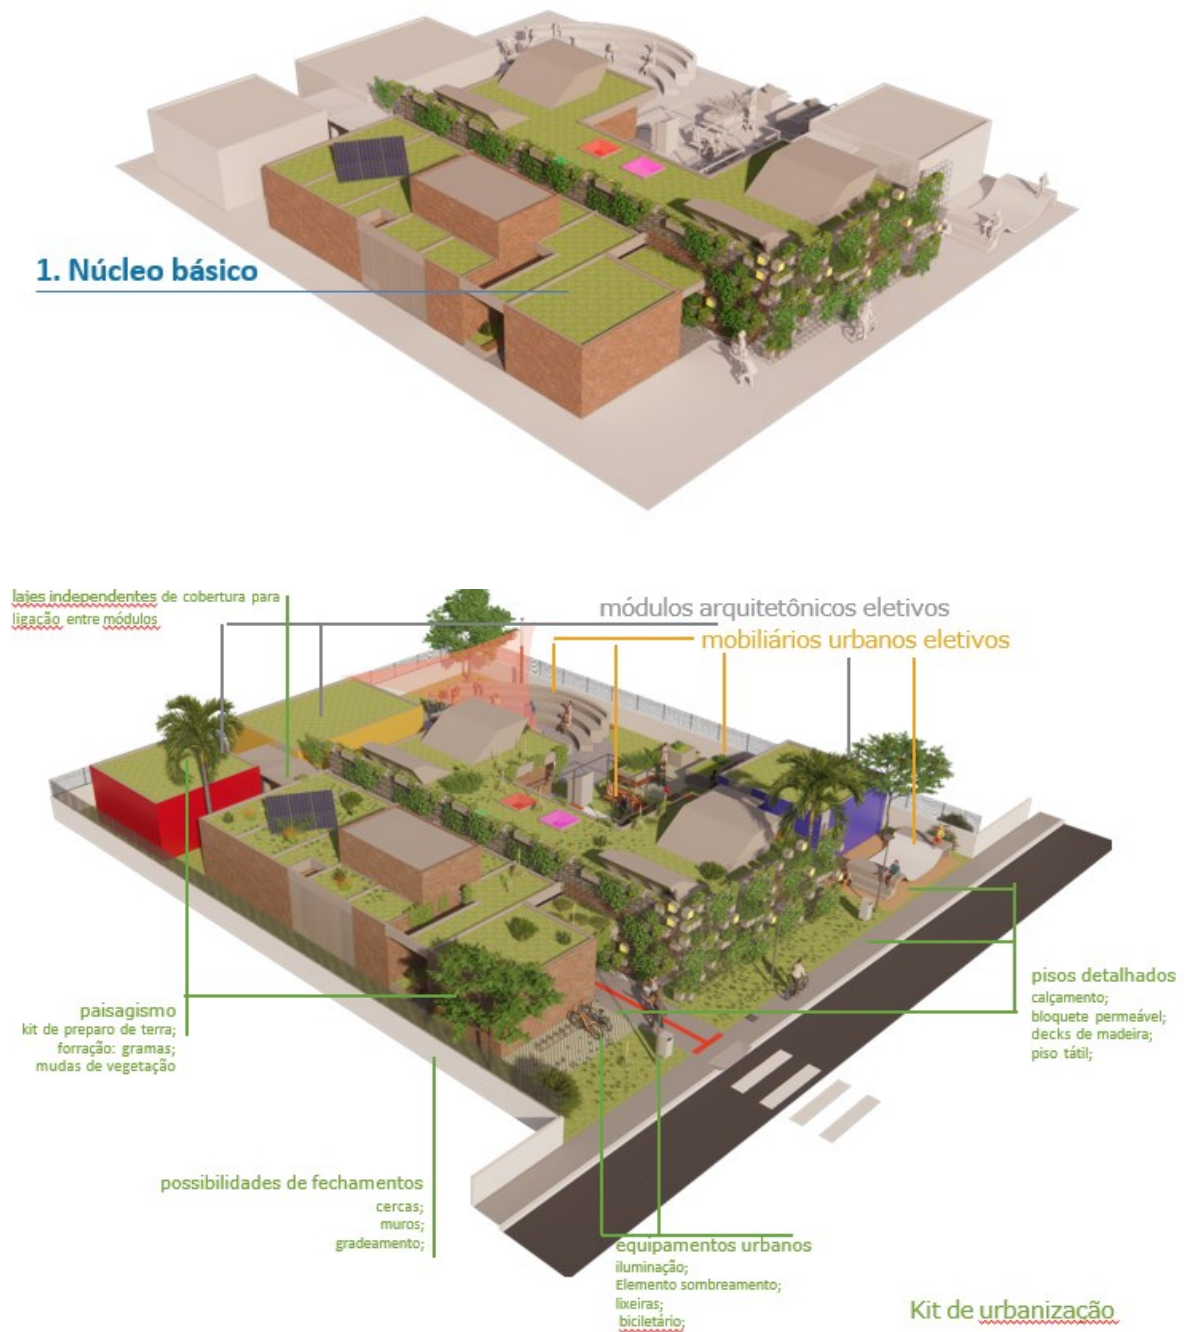 1. Núcleo básico
lajes independentes de cobertura para
ligação entre módulos
módulos arquitetônicos eletivos
mobiliários urbanos eletivos
pisos detalhados
calçamento;
bloquete permeável;
decks de madeira;
piso tátil;
paisagismo
kit de preparo de terra;
forração: gramas;
mudas de vegetação
possibilidades de fechamentos
cercas;
muros;
gradeamento;
equipamentos urbanos
iluminação;
Elemento sombreamento;
lixeiras;
biciletário;
Kit de urbanização